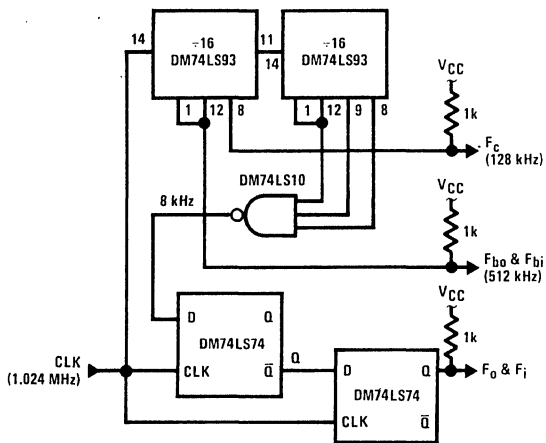 14
÷16
DM74LS93
11
14
÷16
DM74LS93
1
12
8
1
12
9
8
VCC
1k
Fc
(128 kHz)
DM74LS10
8 kHz
VCC
1k
Fbo & Fbi
(512 kHz)
D
Q
DM74LS74
CLK
Q̅
Q
CLK
(1.024 MHz)
VCC
1k
D
Q
DM74LS74
CLK
Q̅
Fo & Fi